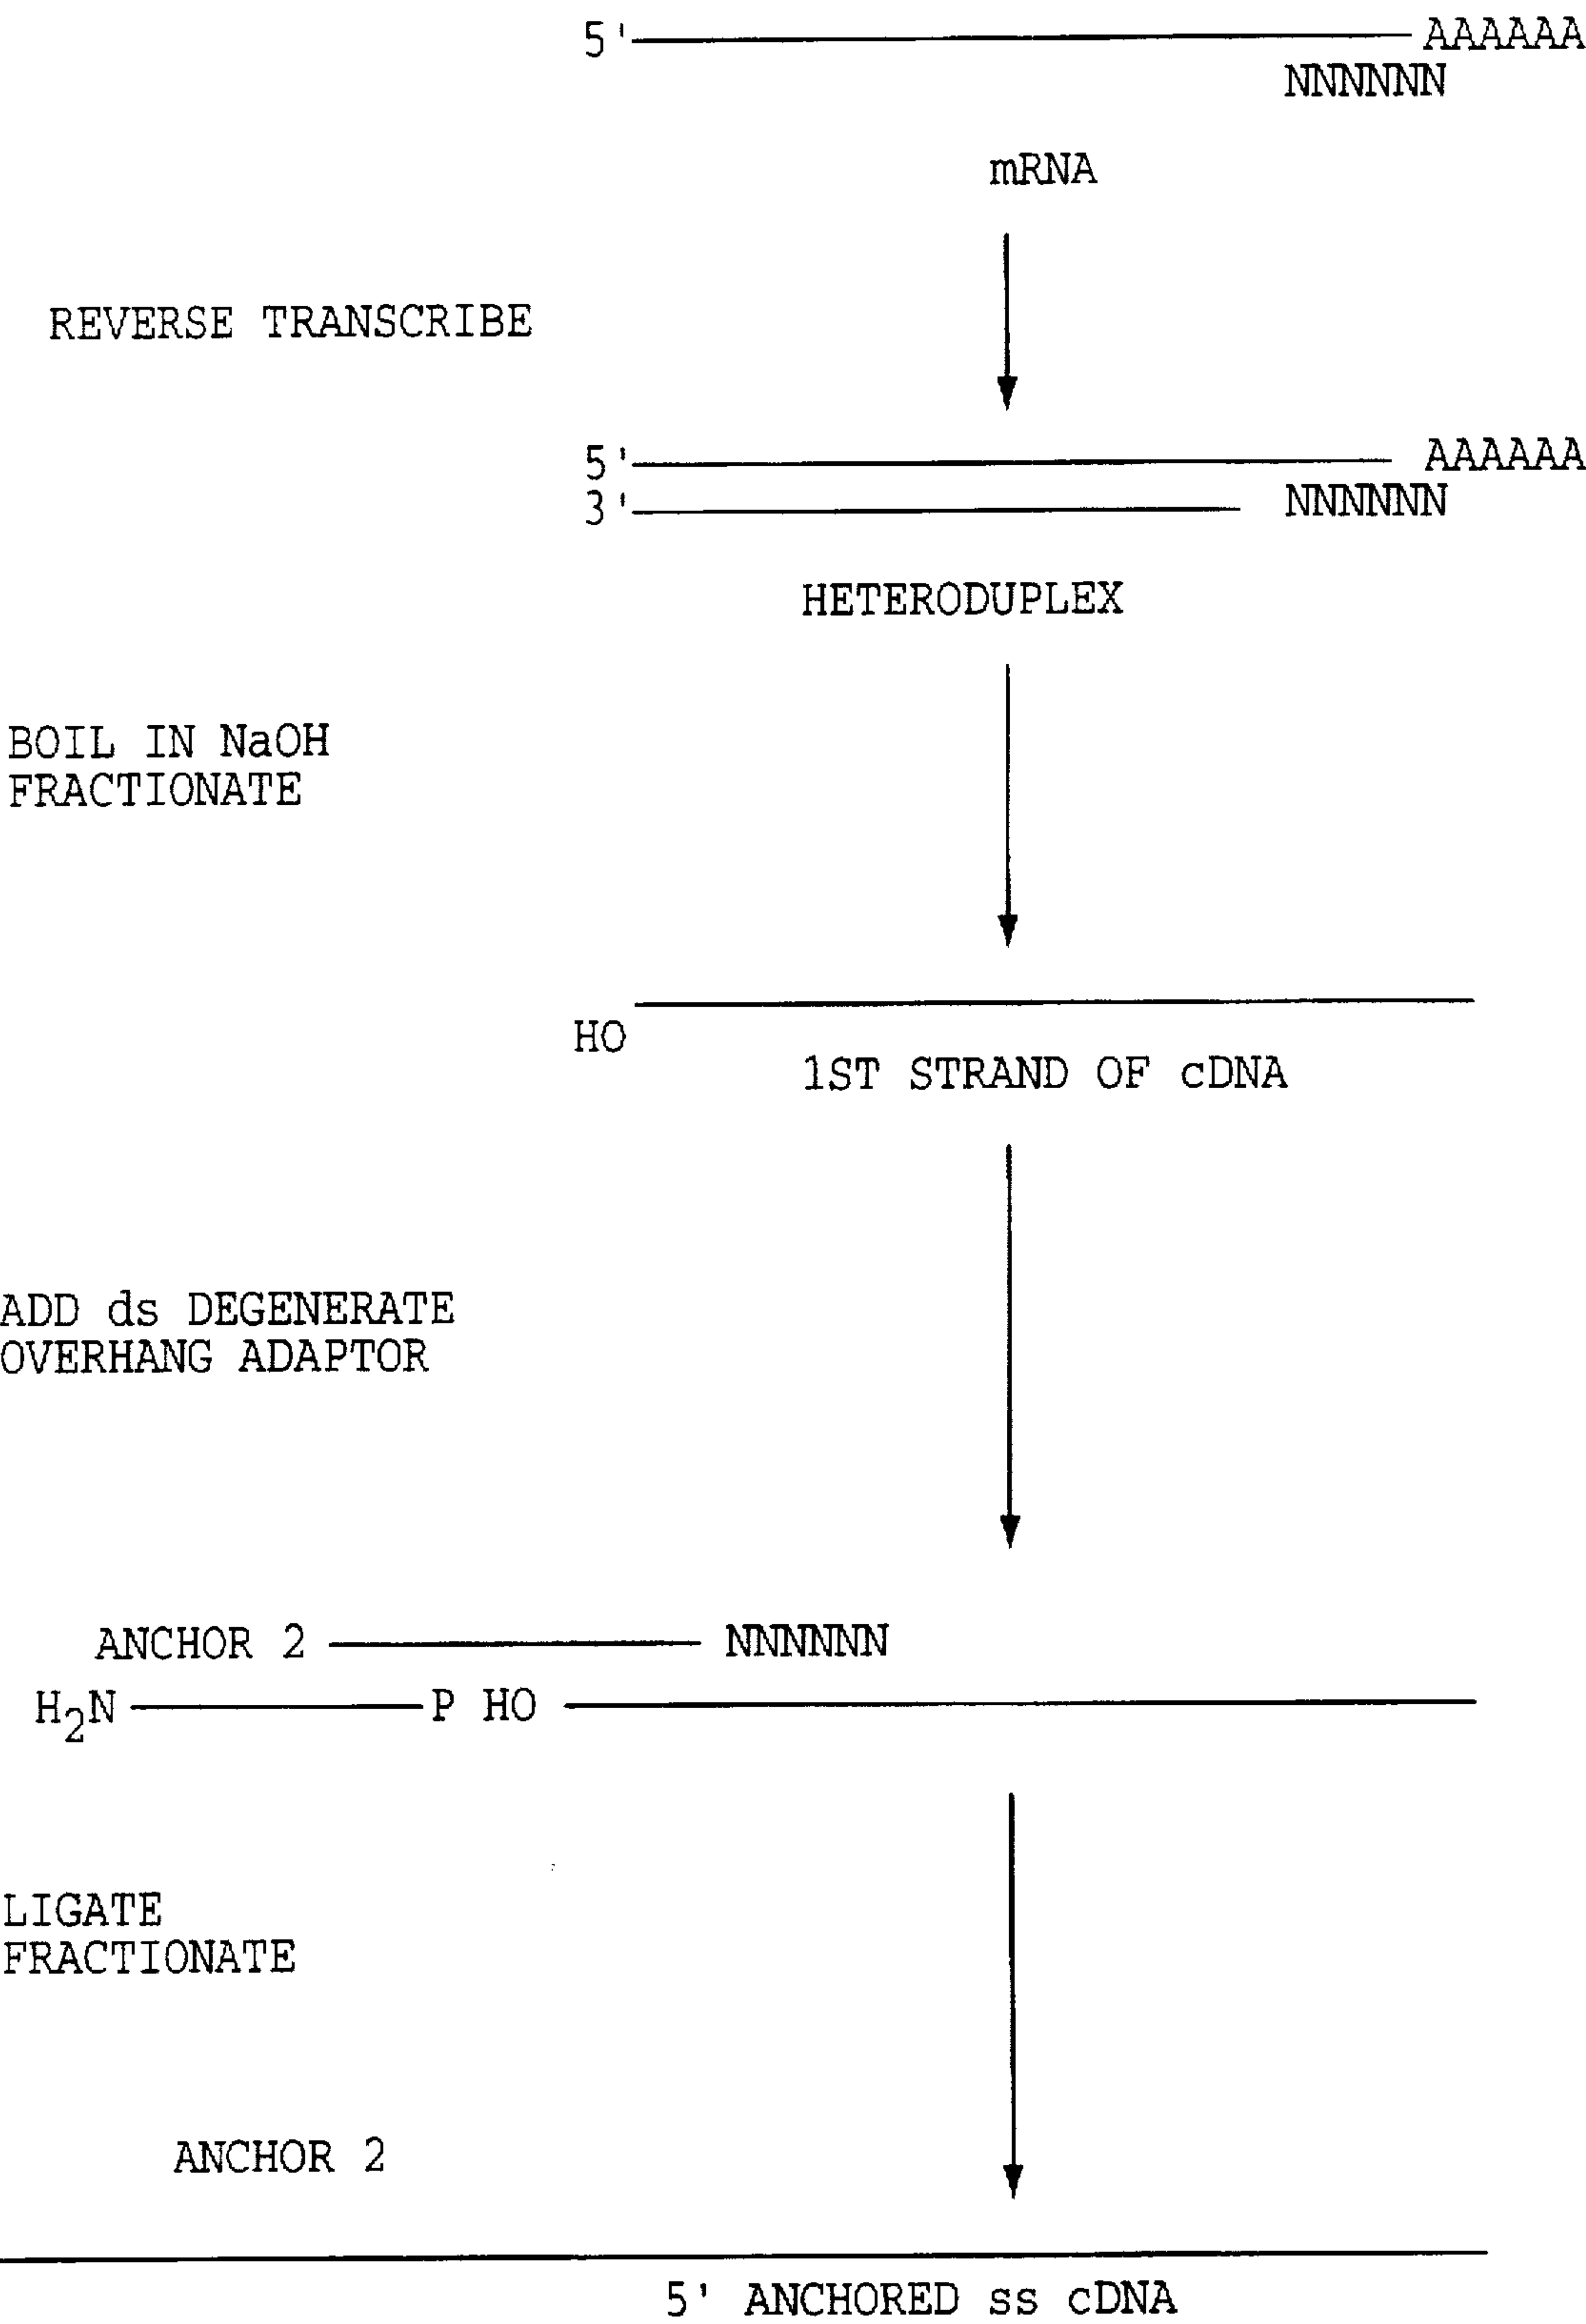 5' AAAAAA
NNNNNN
mRNA
REVERSE TRANSCRIBE
5' AAAAAA
3' NNNNNN
HETERODUPLEX
BOIL IN NaOH
FRACTIONATE
HO
1ST STRAND OF cDNA
ADD ds DEGENERATE
OVERHANG ADAPTOR
ANCHOR 2 NNNNNN
H₂N P HO
LIGATE
FRACTIONATE
ANCHOR 2
5' ANCHORED ss cDNA